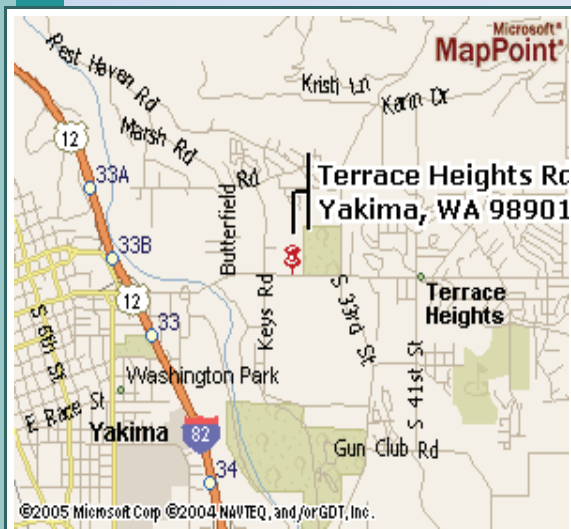 Microsoft®
MapPoint®
Rest Haven Rd
Krish Ln
Karin Dr
Marsh Rd
12
33A
Butterfield Rd
Terrace Heights Rd
Yakima, WA 98901
33B
12
Keys Rd
S 33rd St
Terrace
Heights
33
S 6th St
S 41st St
Washington Park
E Race St
Yakima
82
Gun Club Rd
34
©2005 Microsoft Corp ©2004 NAVTEQ, and/or GDT, Inc.